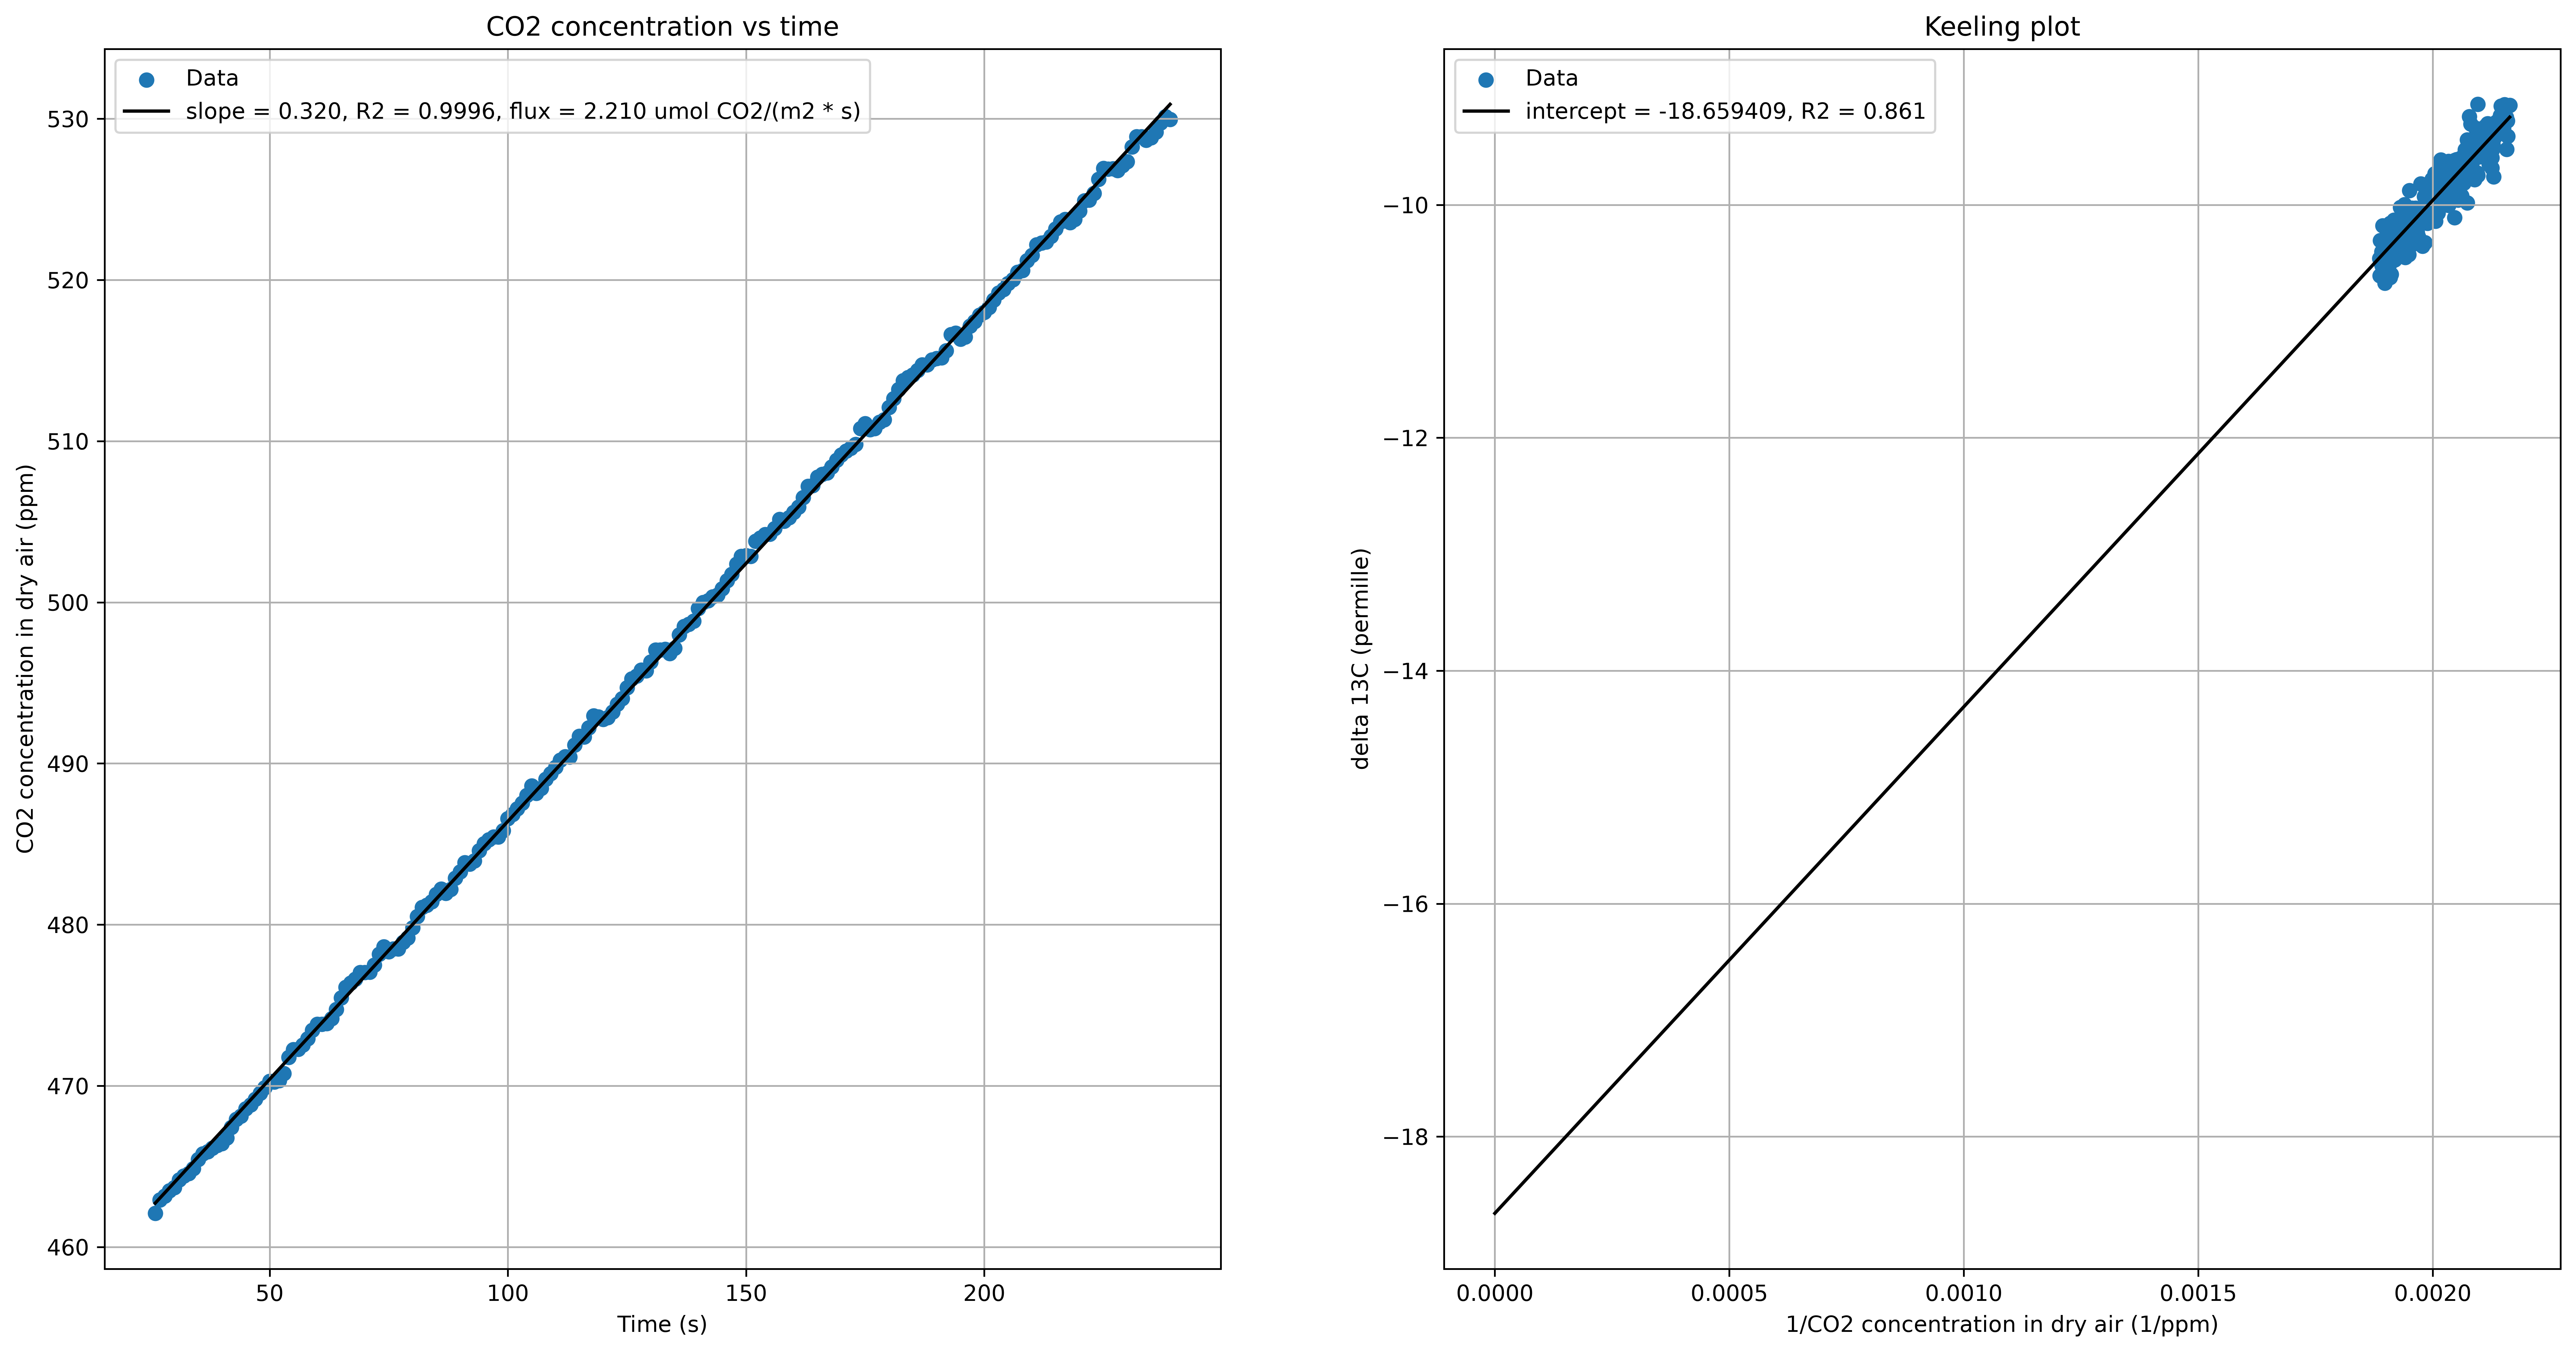 CO2 concentration vs time
Data
slope = 0.320, R2 = 0.9996, flux = 2.210 umol CO2/(m2 * s)
530
520
510
500
490
480
470
460
CO2 concentration in dry air (ppm)
50 100 150 200
Time (s)
Keeling plot
Data
intercept = -18.659409, R2 = 0.861
−10
−12
−14
−16
−18
delta 13C (permille)
0.0000 0.0005 0.0010 0.0015 0.0020
1/CO2 concentration in dry air (1/ppm)